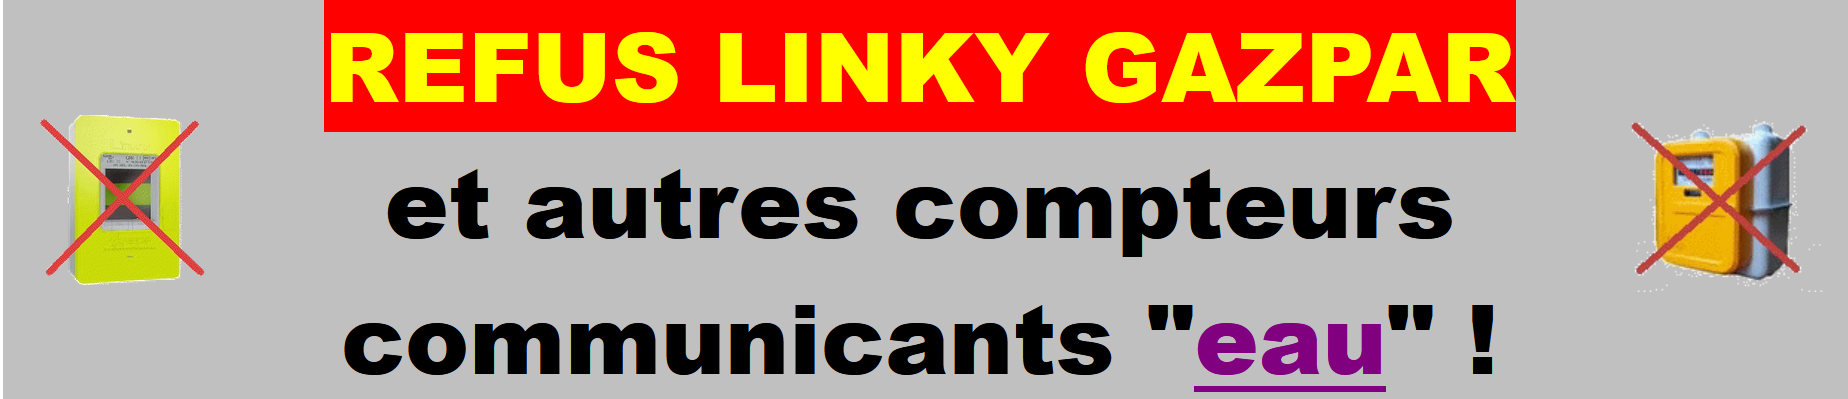 REFUS LINKY GAZPAR
et autres compteurs
communicants "eau" !